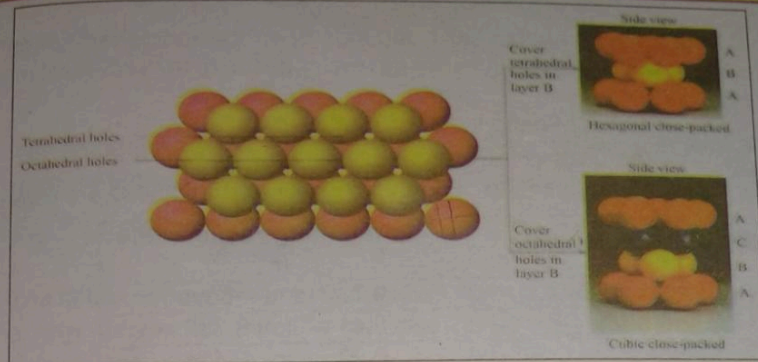 Tetrahedral holes
Octahedral holes
Cover
tetrahedral
holes in
layer B
Side view
A
B
A
Hexagonal close-packed
Cover
octahedral
holes in
layer B
Side view
A
C
B
A
Cubic close-packed